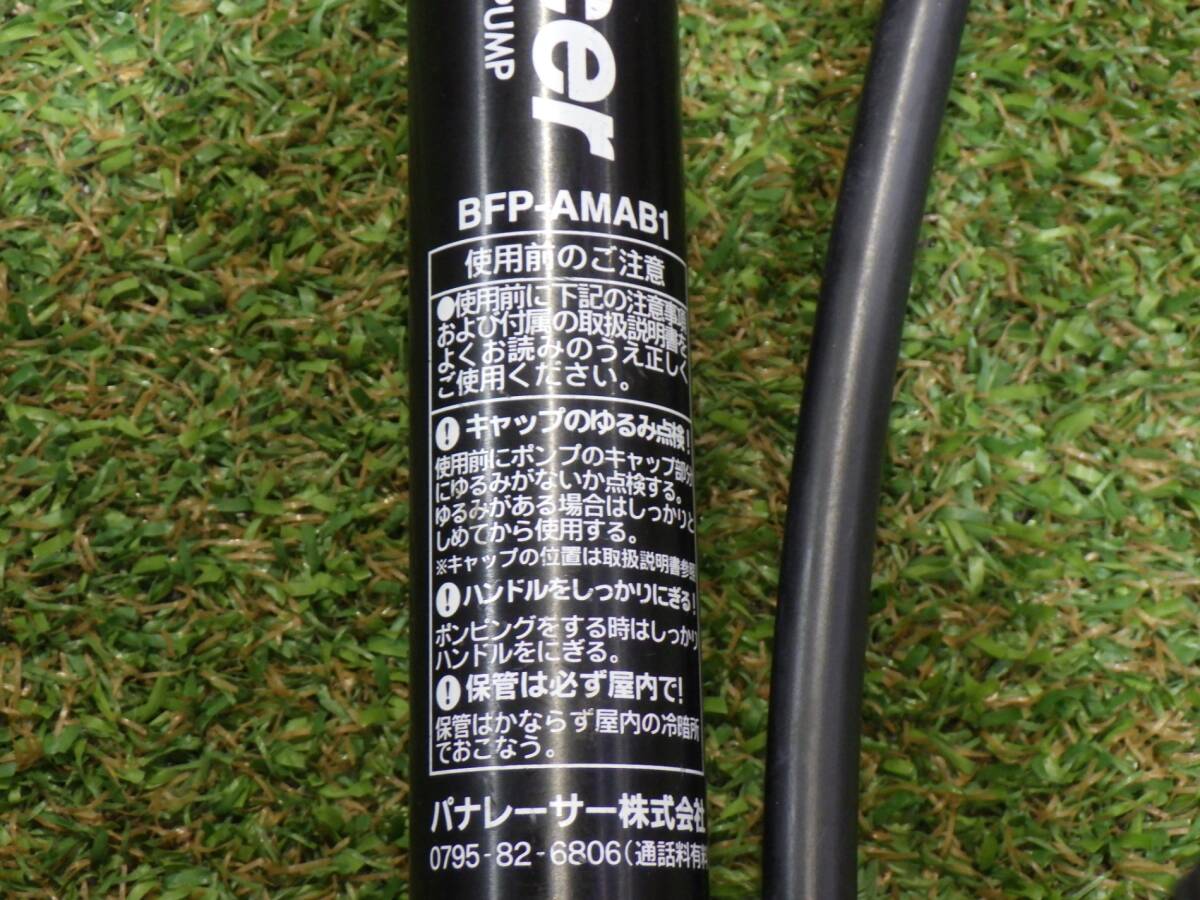 cer
PUMP
BFP-AMAB1
使用前のご注意
●使用前に下記の注意事項
および付属の取扱説明書を
よくお読みのうえ正しく
ご使用ください。
! キャップのゆるみ点検!
使用前にポンプのキャップ部分
にゆるみがないか点検する。
ゆるみがある場合はしっかりと
しめてから使用する。
※キャップの位置は取扱説明書参照
! ハンドルをしっかりにぎる!
ポンピングをする時はしっかり
ハンドルをにぎる。
! 保管は必ず屋内で!
保管はかならず屋内の冷暗所
でおこなう。
パナレーサー株式会社
0795-82-6806(通話料有料